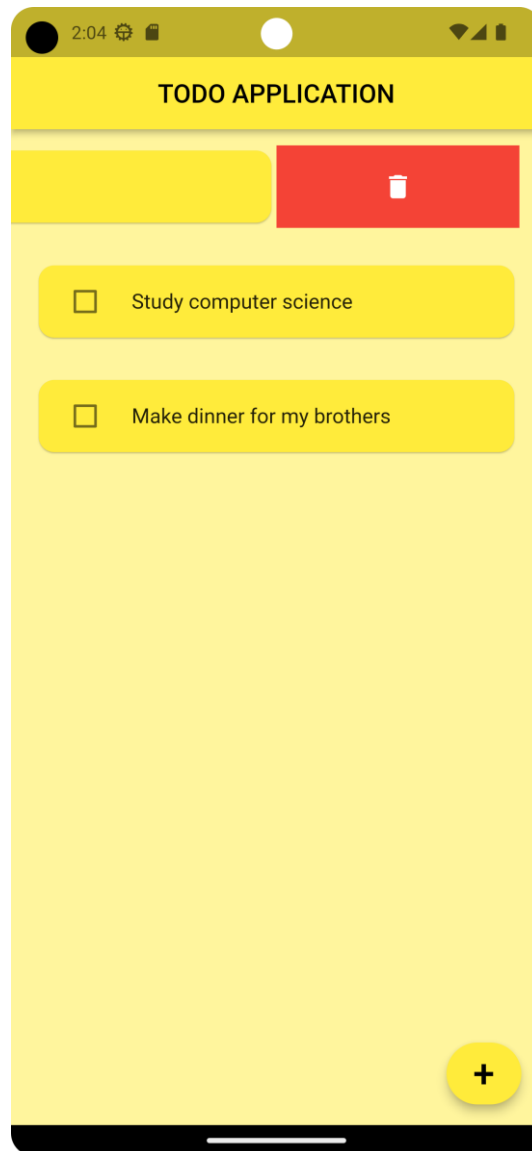 2:04
TODO APPLICATION
Study computer science
Make dinner for my brothers
+